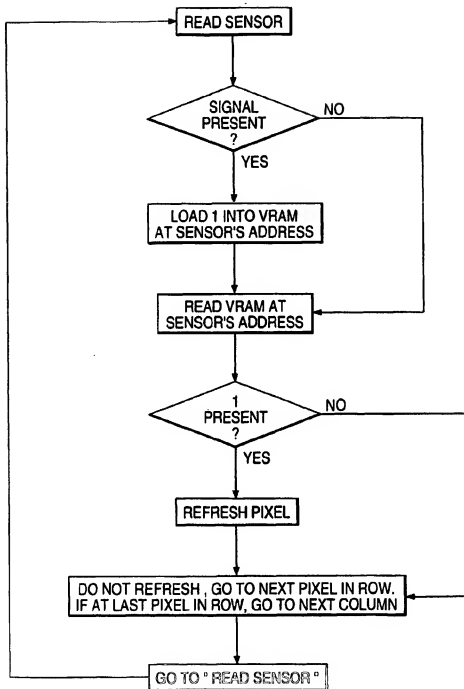 READ SENSOR
SIGNAL
PRESENT
?
NO
YES
LOAD 1 INTO VRAM
AT SENSOR'S ADDRESS
READ VRAM AT
SENSOR'S ADDRESS
1
PRESENT
?
NO
YES
REFRESH PIXEL
DO NOT REFRESH , GO TO NEXT PIXEL IN ROW.
IF AT LAST PIXEL IN ROW, GO TO NEXT COLUMN
GO TO " READ SENSOR "